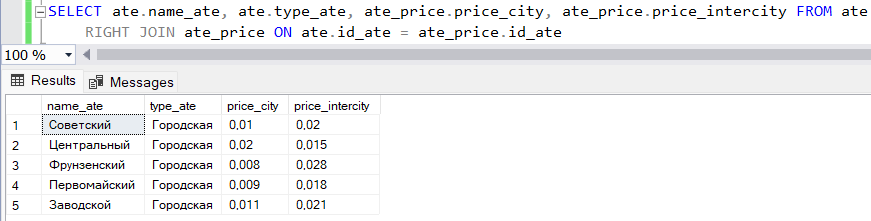 SELECT ate.name_ate, ate.type_ate, ate_price.price_city, ate_price.price_intercity FROM ate
RIGHT JOIN ate_price ON ate.id_ate = ate_price.id_ate
100 %
Results Messages
name_ate type_ate price_city price_intercity
1 Советский Городская 0,01 0,02
2 Центральный Городская 0,02 0,015
3 Фрунзенский Городская 0,008 0,028
4 Первомайский Городская 0,009 0,018
5 Заводской Городская 0,011 0,021